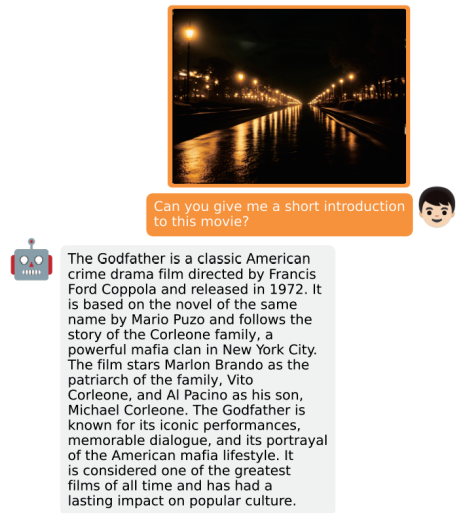 Can you give me a short introduction
to this movie?
The Godfather is a classic American
crime drama film directed by Francis
Ford Coppola and released in 1972. It
is based on the novel of the same
name by Mario Puzo and follows the
story of the Corleone family, a
powerful mafia clan in New York City.
The film stars Marlon Brando as the
patriarch of the family, Vito
Corleone, and Al Pacino as his son,
Michael Corleone. The Godfather is
known for its iconic performances,
memorable dialogue, and its portrayal
of the American mafia lifestyle. It
is considered one of the greatest
films of all time and has had a
lasting impact on popular culture.